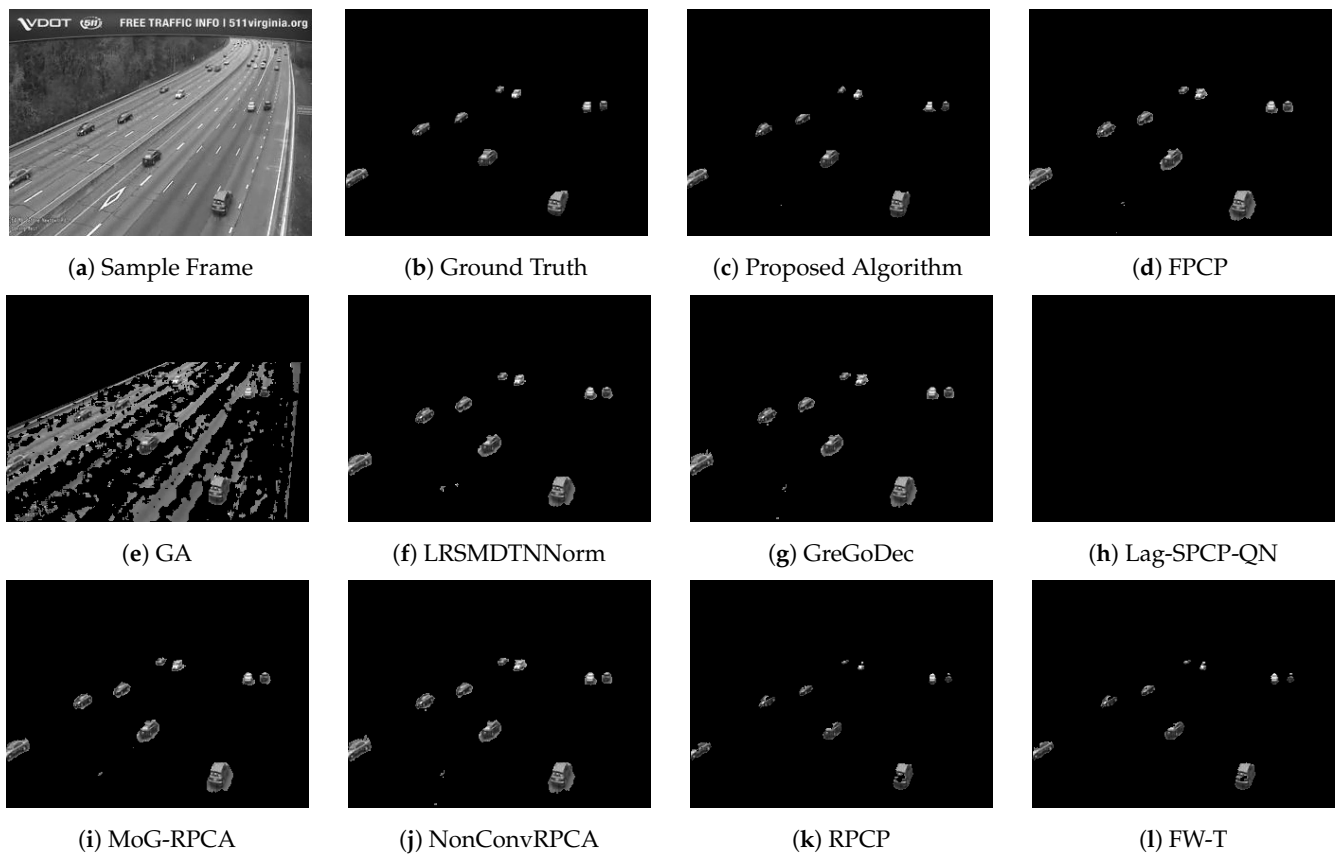 VDOT 511 FREE TRAFFIC INFO | 511virginia.org
(a) Sample Frame
(b) Ground Truth
(c) Proposed Algorithm
(d) FPCP
(e) GA
(f) LRSMDTNNorm
(g) GreGoDec
(h) Lag-SPCP-QN
(i) MoG-RPCA
(j) NonConvRPCA
(k) RPCP
(l) FW-T